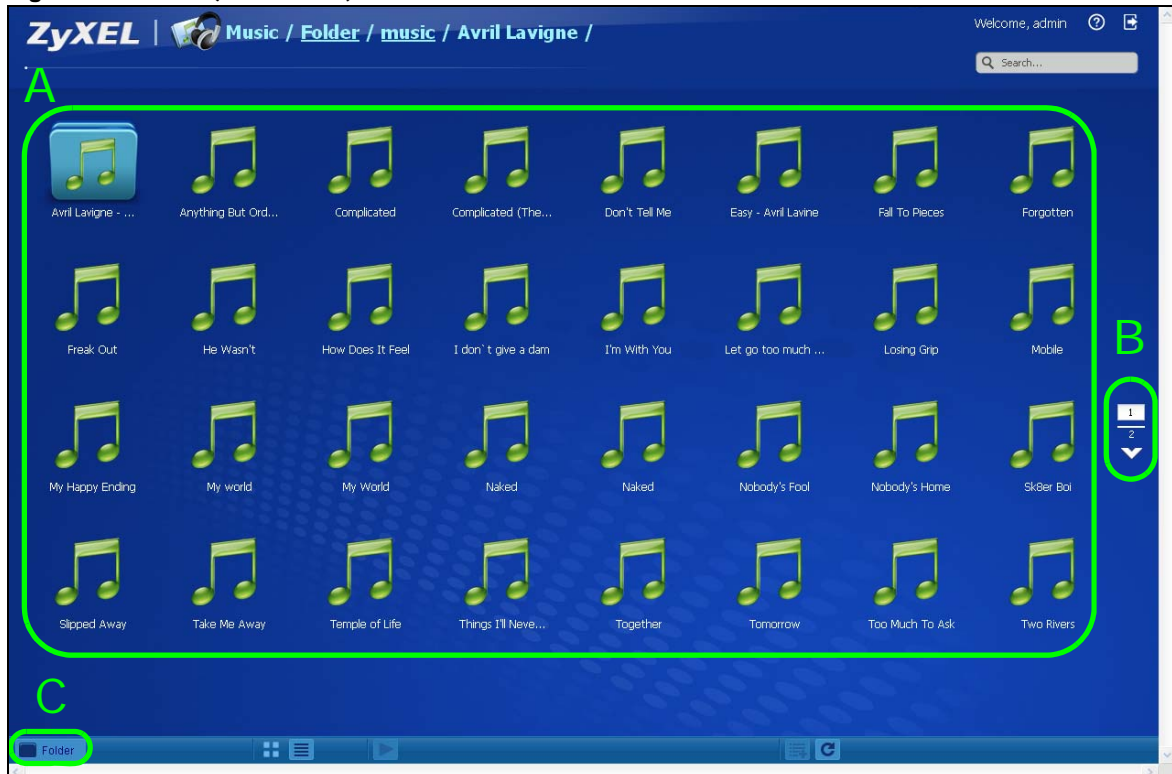 ZyXEL | Music / Folder / music / Avril Lavigne /
Welcome, admin
Search...
A
Avril Lavigne - ...
Anything But Ord...
Complicated
Complicated (The...
Don't Tell Me
Easy - Avril Lavine
Fall To Pieces
Forgotten
Freak Out
He Wasn't
How Does It Feel
I don`t give a dam
I'm With You
Let go too much ...
Losing Grip
Mobile
B
1
2
My Happy Ending
My world
My World
Naked
Naked
Nobody's Fool
Nobody's Home
Sk8er Boi
Slipped Away
Take Me Away
Temple of Life
Things I'll Neve...
Together
Tomorrow
Too Much To Ask
Two Rivers
C
Folder